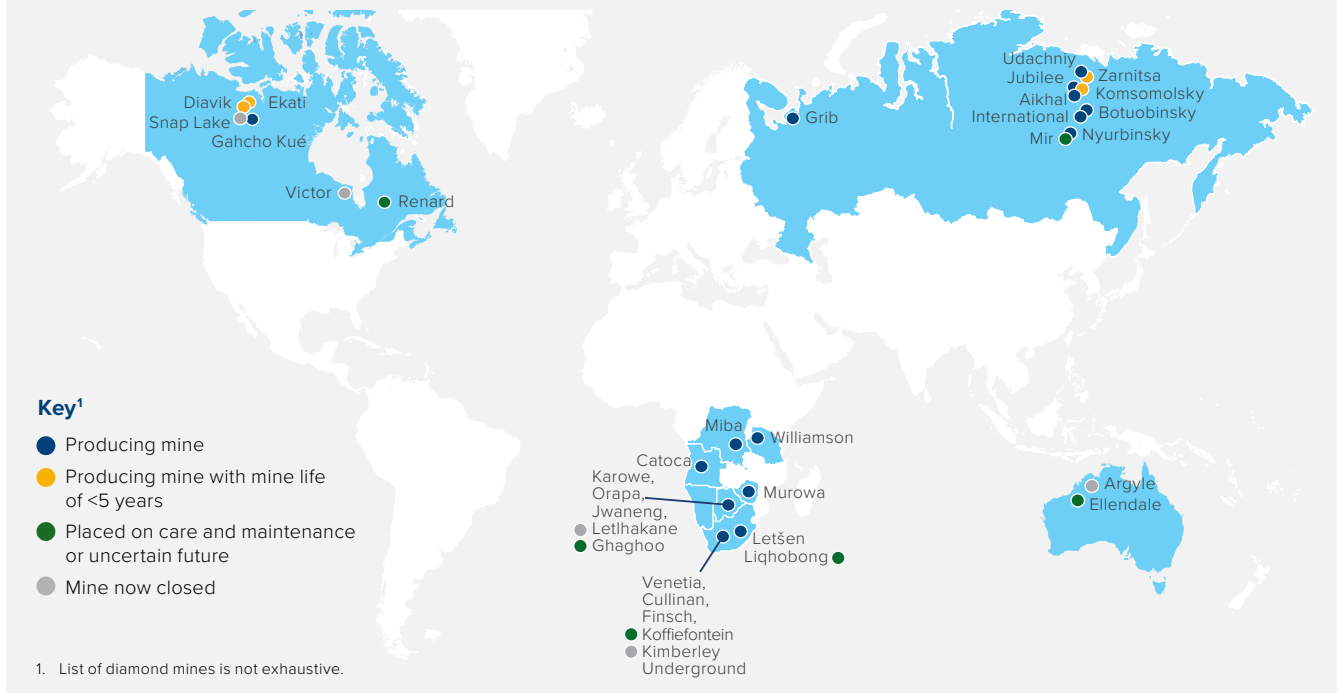 Udachniy
Jubilee
Zarnitsa
Aikhal
Komsomolsky
International
Botuobinsky
Mir
Nyurbinsky
Grib
Diavik
Ekati
Snap Lake
Gahcho Kué
Victor
Renard
Miba
Williamson
Catoca
Karowe,
Orapa,
Jwaneng,
Letlhakane
Ghaghoo
Murowa
Letšen
Liqhobong
Venetia,
Cullinan,
Finsch,
Koffiefontein
Kimberley
Underground
Argyle
Ellendale
Key1
Producing mine
Producing mine with mine life
of <5 years
Placed on care and maintenance
or uncertain future
Mine now closed
1. List of diamond mines is not exhaustive.